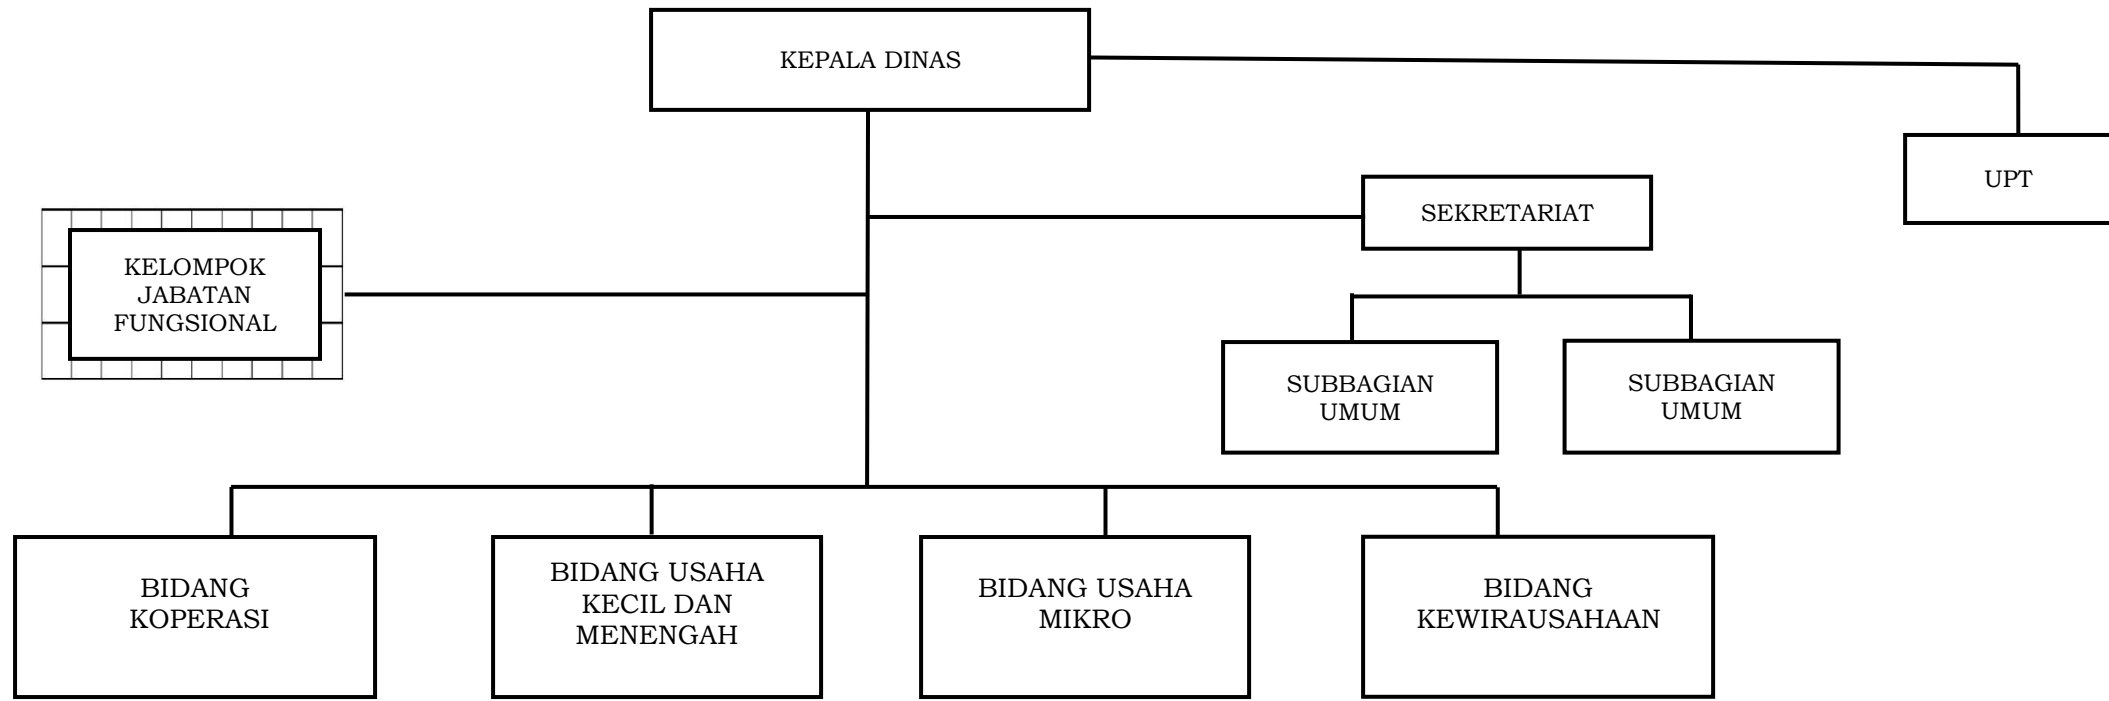 KEPALA DINAS
UPT
SEKRETARIAT
KELOMPOK
JABATAN
FUNGSIONAL
SUBBAGIAN
UMUM
SUBBAGIAN
UMUM
BIDANG
KOPERASI
BIDANG USAHA
KECIL DAN
MENENGAH
BIDANG USAHA
MIKRO
BIDANG
KEWIRAUSAHAAN